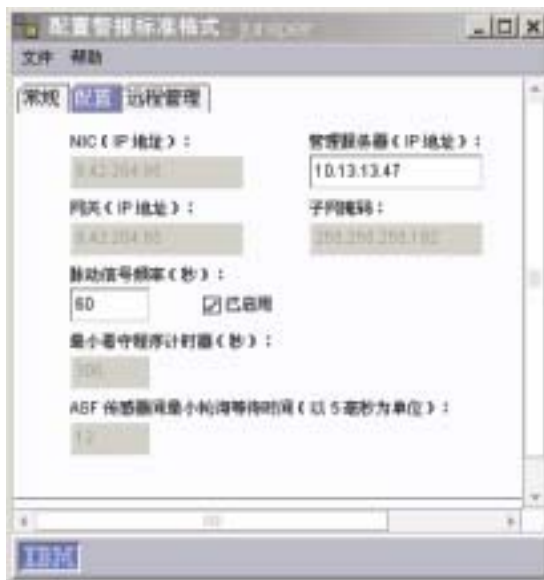 配置警报标准格式: juniper
文件 帮助
常规 配置 远程管理
NIC（IP 地址）：
管理服务器（IP 地址）：
10.13.13.47
网关（IP 地址）：
子网掩码：
脉动信号频率（秒）：
60
已启用
最小看守程序计时器（秒）：
ASF 传感器间最小轮询等待时间（以 5 毫秒为单位）：
12
IBM